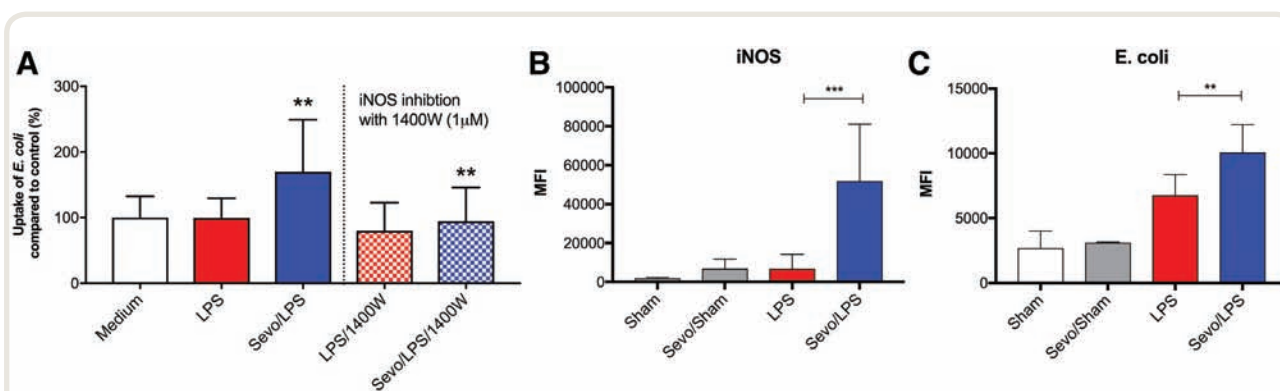 A
Uptake of E. coli
compared to control (%)
300
200
100
0
**
iNOS inhibtion
with 1400W (1µM)
**
Medium
LPS
Sevo/LPS
LPS/1400W
Sevo/LPS/1400W
B
iNOS
MFI
100000
80000
60000
40000
20000
0
***
Sham
Sevo/Sham
LPS
Sevo/LPS
C
E. coli
MFI
15000
10000
5000
0
**
Sham
Sevo/Sham
LPS
Sevo/LPS